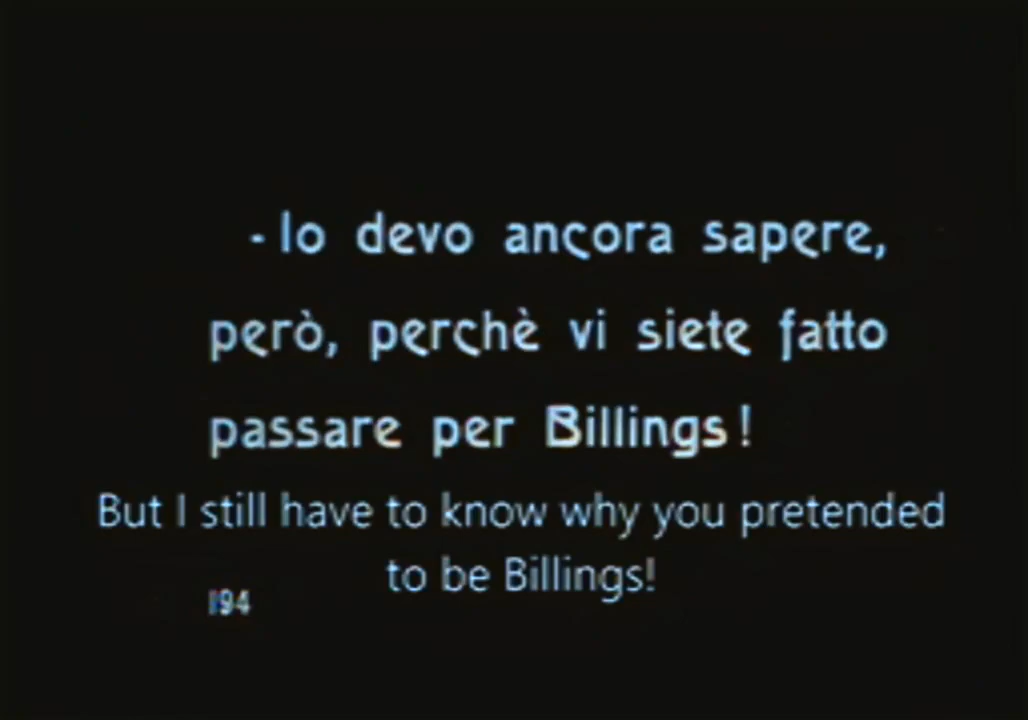 - Io devo ancora sapere,
però, perchè vi siete fatto
passare per Billings!
But I still have to know why you pretended
to be Billings!
194